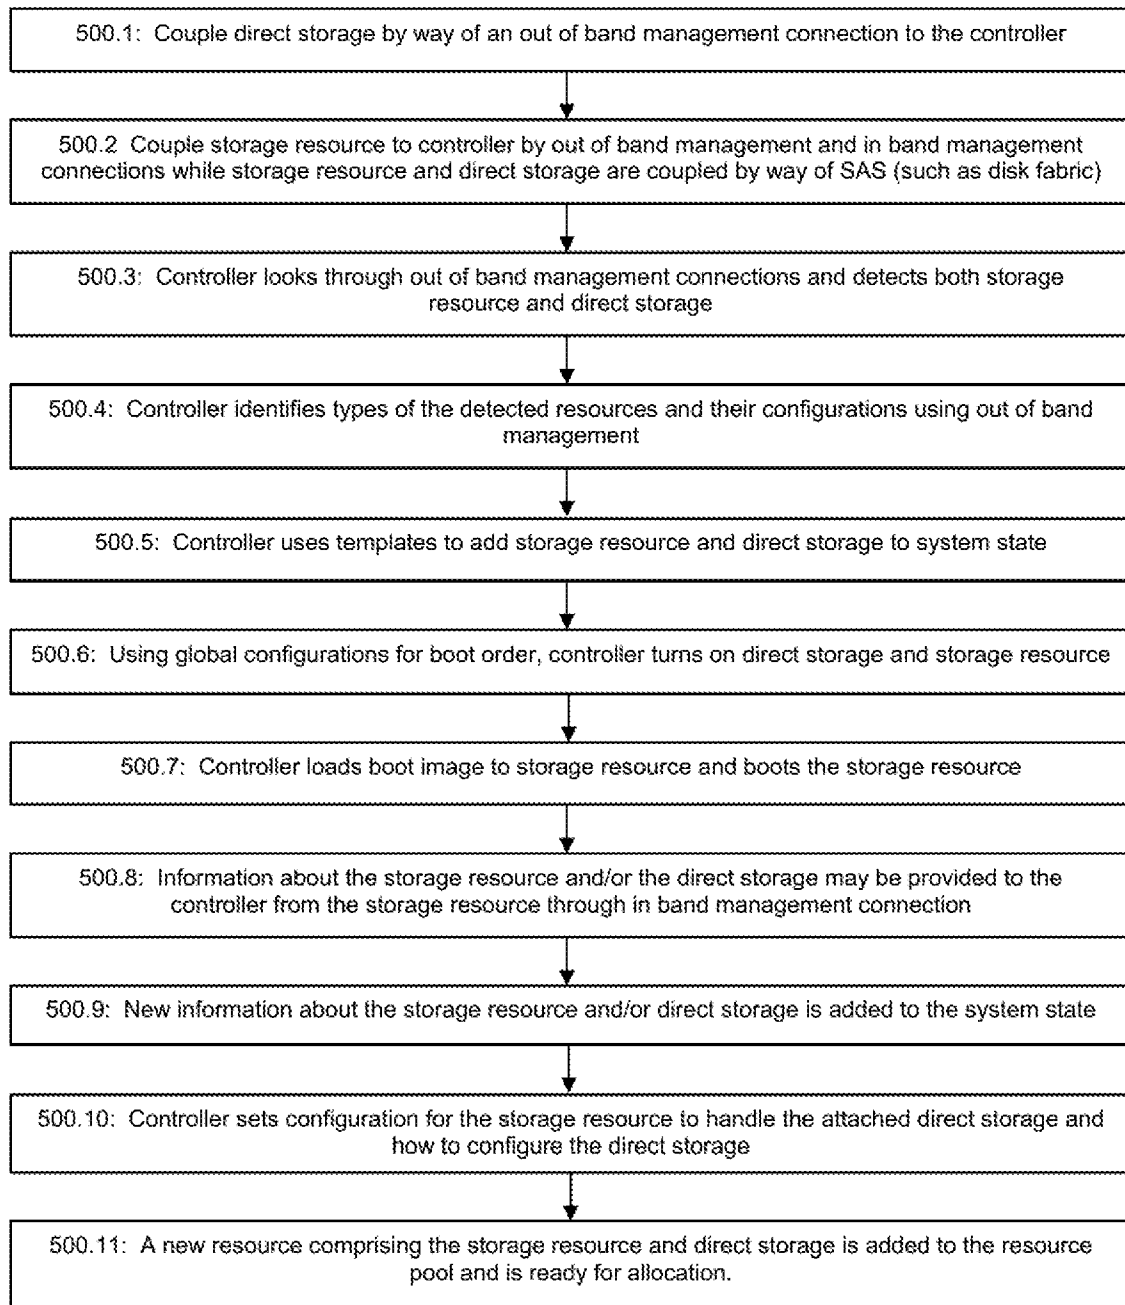 500.1: Couple direct storage by way of an out of band management connection to the controller
500.2 Couple storage resource to controller by out of band management and in band management
connections while storage resource and direct storage are coupled by way of SAS (such as disk fabric)
500.3: Controller looks through out of band management connections and detects both storage
resource and direct storage
500.4: Controller identifies types of the detected resources and their configurations using out of band
management
500.5: Controller uses templates to add storage resource and direct storage to system state
500.6: Using global configurations for boot order, controller turns on direct storage and storage resource
500.7: Controller loads boot image to storage resource and boots the storage resource
500.8: Information about the storage resource and/or the direct storage may be provided to the
controller from the storage resource through in band management connection
500.9: New information about the storage resource and/or direct storage is added to the system state
500.10: Controller sets configuration for the storage resource to handle the attached direct storage and
how to configure the direct storage
500.11: A new resource comprising the storage resource and direct storage is added to the resource
pool and is ready for allocation.